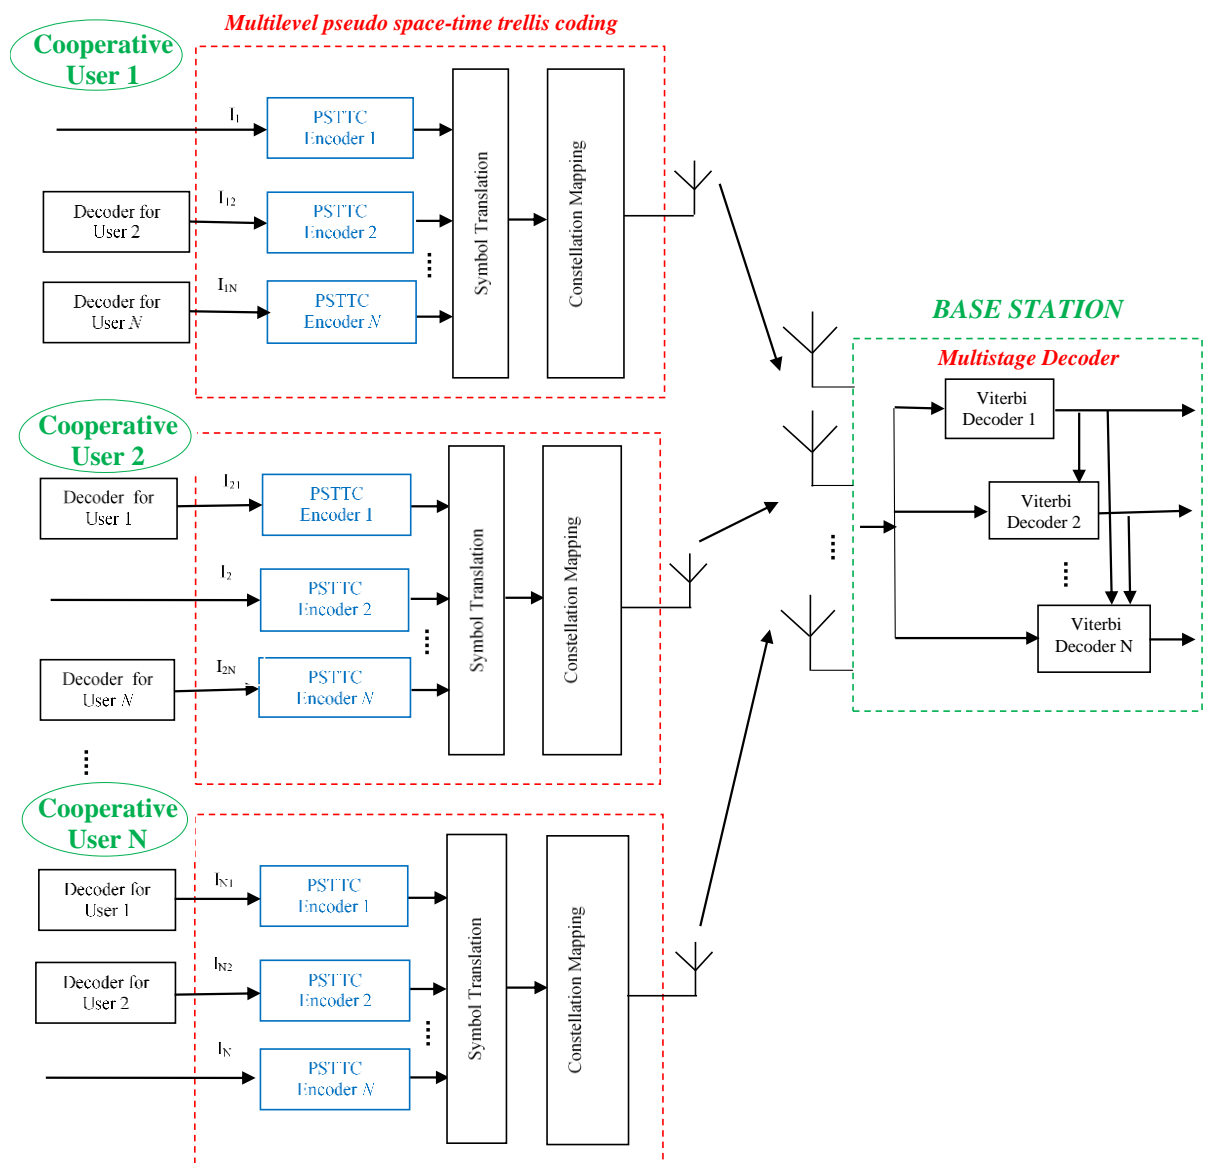 Multilevel pseudo space-time trellis coding
Cooperative
User 1
I1
PSTTC
Encoder 1
Decoder for
User 2
I12
PSTTC
Encoder 2
Decoder for
User N
I1N
PSTTC
Encoder N
Symbol Translation
Constellation Mapping
Cooperative
User 2
Decoder for
User 1
I21
PSTTC
Encoder 1
I2
PSTTC
Encoder 2
Decoder for
User N
I2N
PSTTC
Encoder N
Symbol Translation
Constellation Mapping
Cooperative
User N
Decoder for
User 1
IN1
PSTTC
Encoder 1
Decoder for
User 2
IN2
PSTTC
Encoder 2
IN
PSTTC
Encoder N
Symbol Translation
Constellation Mapping
BASE STATION
Multistage Decoder
Viterbi
Decoder 1
Viterbi
Decoder 2
Viterbi
Decoder N